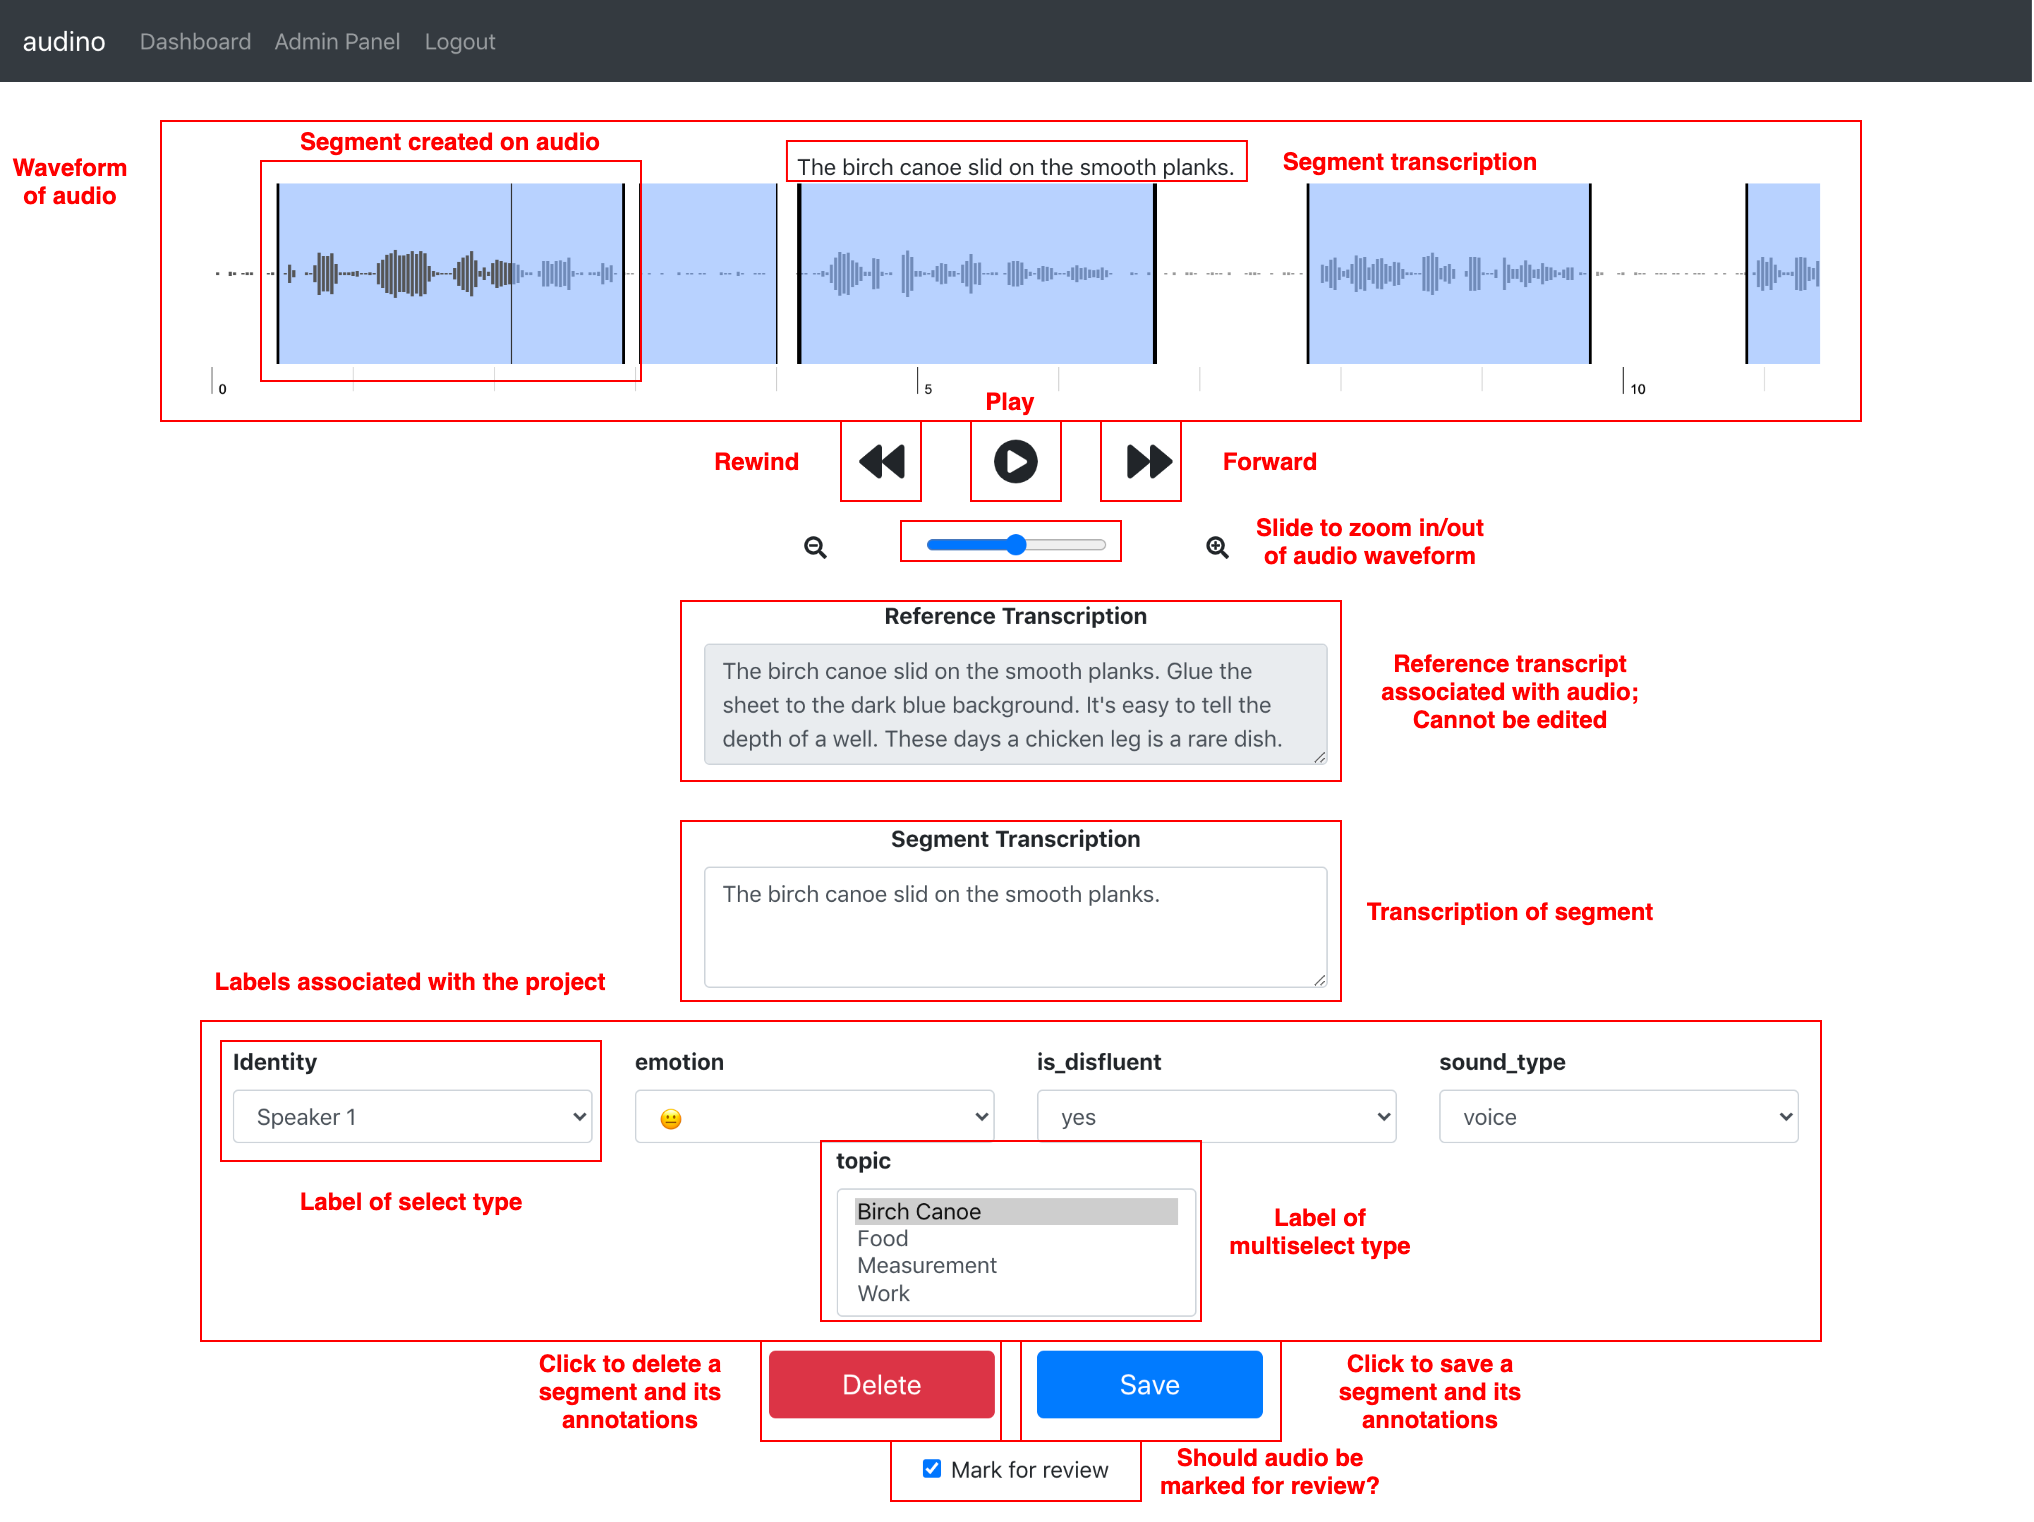 audino Dashboard Admin Panel Logout
Segment created on audio
Waveform
of audio
The birch canoe slid on the smooth planks.
Segment transcription
0 5 10
Play
Rewind
Forward
Slide to zoom in/out
of audio waveform
Reference Transcription
The birch canoe slid on the smooth planks. Glue the
sheet to the dark blue background. It's easy to tell the
depth of a well. These days a chicken leg is a rare dish.
Reference transcript
associated with audio;
Cannot be edited
Segment Transcription
The birch canoe slid on the smooth planks.
Transcription of segment
Labels associated with the project
Identity emotion is_disfluent sound_type
Speaker 1 😐 yes voice
Label of select type
topic
Birch Canoe
Food
Measurement
Work
Label of
multiselect type
Click to delete a
segment and its
annotations
Delete
Save
Click to save a
segment and its
annotations
Mark for review
Should audio be
marked for review?